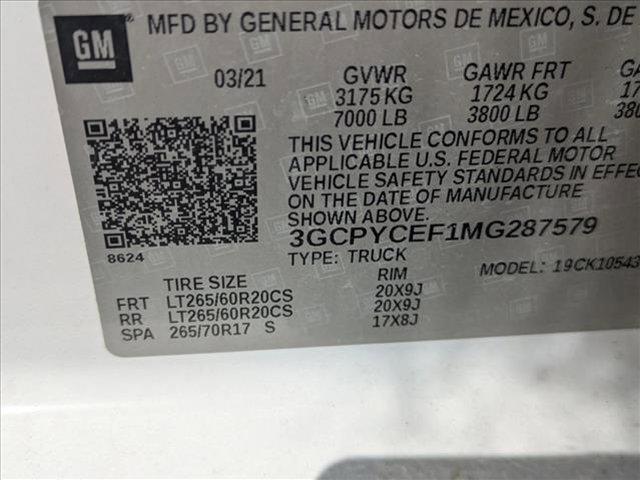 GM
MFD BY GENERAL MOTORS DE MEXICO, S. DE
03/21 GVWR GAWR FRT
3175 KG 1724 KG 17
7000 LB 3800 LB 380
THIS VEHICLE CONFORMS TO ALL
APPLICABLE U.S. FEDERAL MOTOR
VEHICLE SAFETY STANDARDS IN EFFE
ON THE DATE OF MANUFACTURE
SHOWN ABOVE.
3GCPYCEF1MG287579
8624
TYPE: TRUCK
MODEL: 19CK10543
TIRE SIZE RIM
FRT LT265/60R20CS 20X9J
RR LT265/60R20CS 20X9J
SPA 265/70R17 S 17X8J